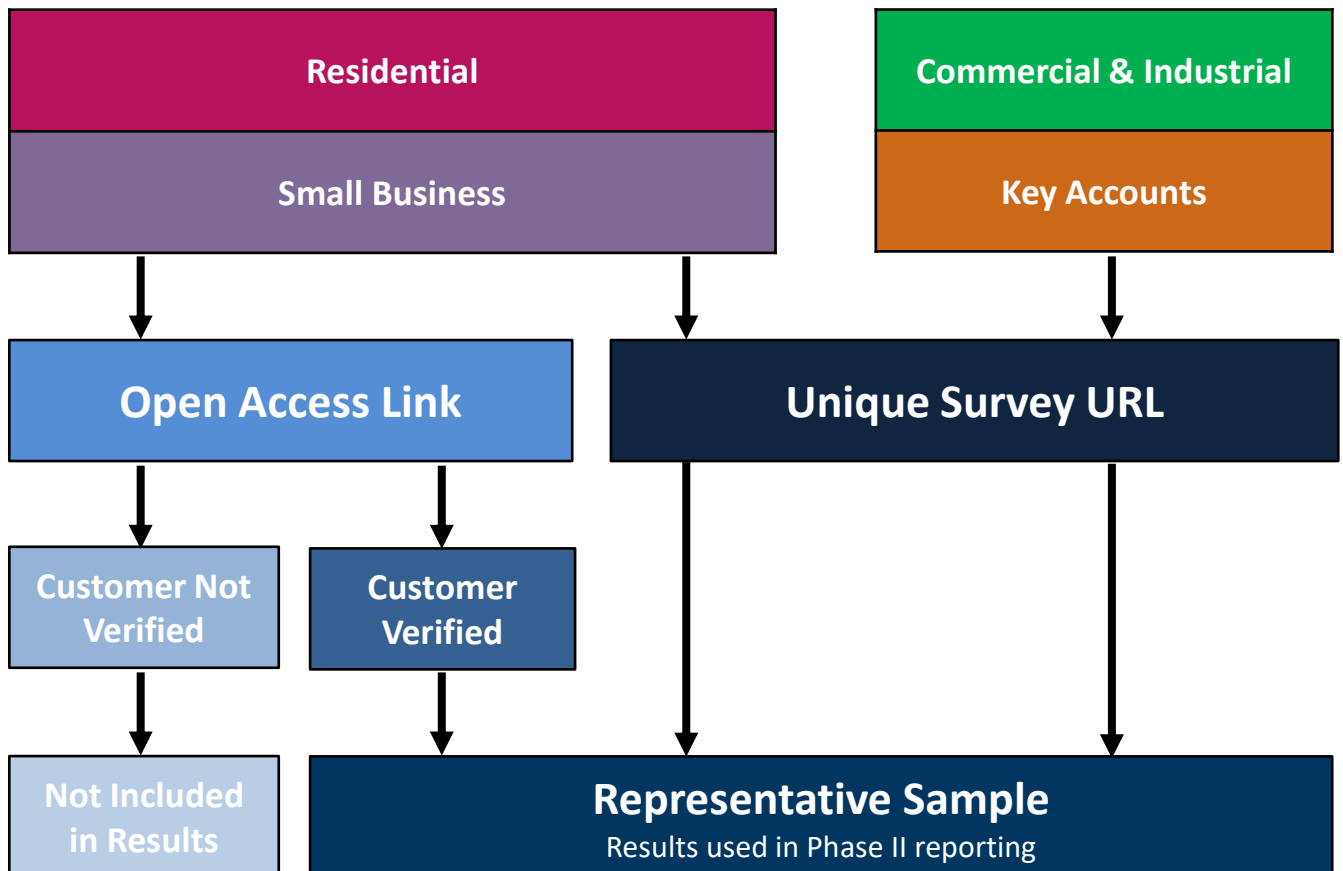 Residential
Commercial & Industrial
Small Business
Key Accounts
Open Access Link
Unique Survey URL
Customer Not
Verified
Customer
Verified
Not Included
in Results
Representative Sample
Results used in Phase II reporting